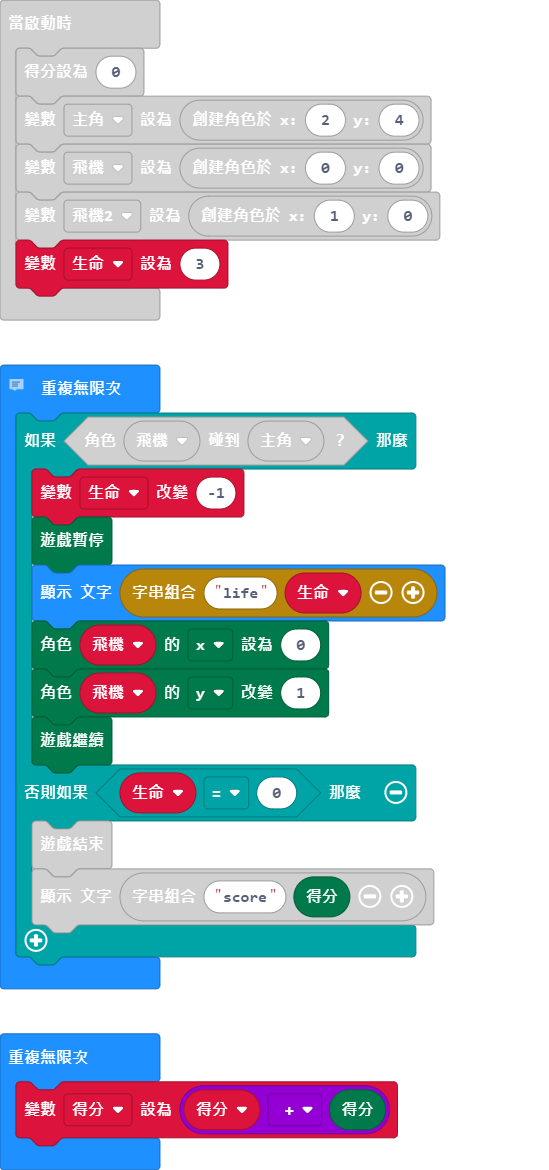 當啟動時
得分設為 0
變數 主角 設為 創建角色於 x: 2 y: 4
變數 飛機 設為 創建角色於 x: 0 y: 0
變數 飛機2 設為 創建角色於 x: 1 y: 0
變數 生命 設為 3
重複無限次
如果 角色 飛機 碰到 主角 ? 那麼
變數 生命 改變 -1
遊戲暫停
顯示 文字 字串組合 "life" 生命
角色 飛機 的 x 設為 0
角色 飛機 的 y 改變 1
遊戲繼續
否則如果 生命 = 0 那麼
遊戲結束
顯示 文字 字串組合 "score" 得分
重複無限次
變數 得分 設為 得分 + 得分